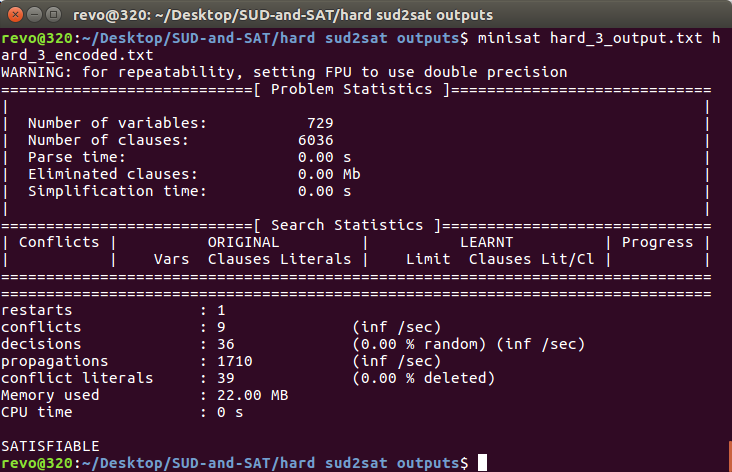 revo@320: ~/Desktop/SUD-and-SAT/hard sud2sat outputs
revo@320:~/Desktop/SUD-and-SAT/hard sud2sat outputs$ minisat hard_3_output.txt h
ard_3_encoded.txt
WARNING: for repeatability, setting FPU to use double precision
============================[ Problem Statistics ]=============================
|                                                                             |
|  Number of variables:           729                                         |
|  Number of clauses:            6036                                         |
|  Parse time:                   0.00 s                                       |
|  Eliminated clauses:           0.00 Mb                                      |
|  Simplification time:          0.00 s                                       |
|                                                                             |
============================[ Search Statistics ]==============================
| Conflicts |          ORIGINAL         |          LEARNT          | Progress |
|           |    Vars  Clauses Literals |    Limit  Clauses Lit/Cl |          |
===============================================================================
===============================================================================
restarts              : 1
conflicts             : 9              (inf /sec)
decisions             : 36             (0.00 % random) (inf /sec)
propagations          : 1710           (inf /sec)
conflict literals     : 39             (0.00 % deleted)
Memory used           : 22.00 MB
CPU time              : 0 s

SATISFIABLE
revo@320:~/Desktop/SUD-and-SAT/hard sud2sat outputs$